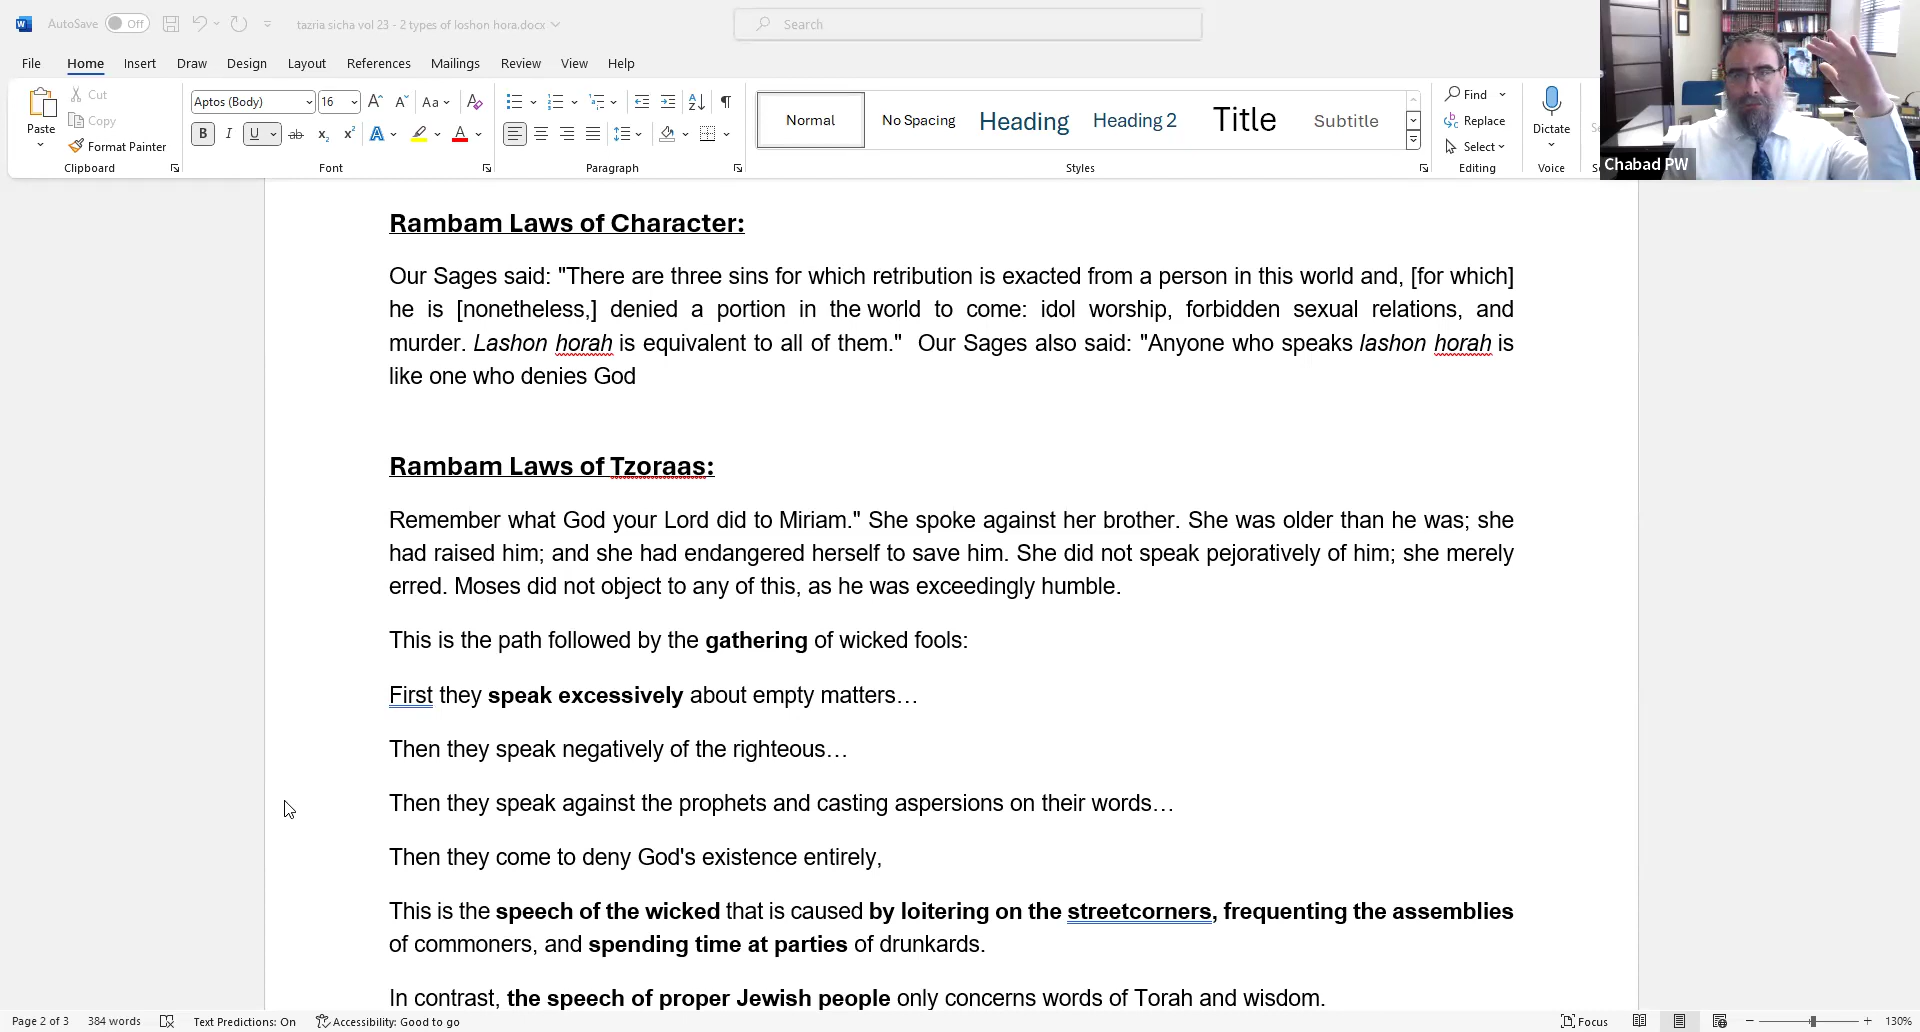 AutoSave Off tazria sicha vol 23 - 2 types of loshon hora.docx Search
File Home Insert Draw Design Layout References Mailings Review View Help
Paste Cut Copy Format Painter
Aptos (Body) 16 Aa
B I U ab x₂ x² A A
Normal No Spacing Heading Heading 2 Title Subtitle
Find Replace Select
Dictate
Clipboard Font Paragraph Styles Editing Voice
Chabad PW
Rambam Laws of Character:
Our Sages said: "There are three sins for which retribution is exacted from a person in this world and, [for which]
he is [nonetheless,] denied a portion in the world to come: idol worship, forbidden sexual relations, and
murder. Lashon horah is equivalent to all of them." Our Sages also said: "Anyone who speaks lashon horah is
like one who denies God
Rambam Laws of Tzoraas:
Remember what God your Lord did to Miriam." She spoke against her brother. She was older than he was; she
had raised him; and she had endangered herself to save him. She did not speak pejoratively of him; she merely
erred. Moses did not object to any of this, as he was exceedingly humble.
This is the path followed by the gathering of wicked fools:
First they speak excessively about empty matters…
Then they speak negatively of the righteous…
Then they speak against the prophets and casting aspersions on their words…
Then they come to deny God's existence entirely,
This is the speech of the wicked that is caused by loitering on the streetcorners, frequenting the assemblies
of commoners, and spending time at parties of drunkards.
In contrast, the speech of proper Jewish people only concerns words of Torah and wisdom.
Page 2 of 3 384 words Text Predictions: On Accessibility: Good to go Focus 130%